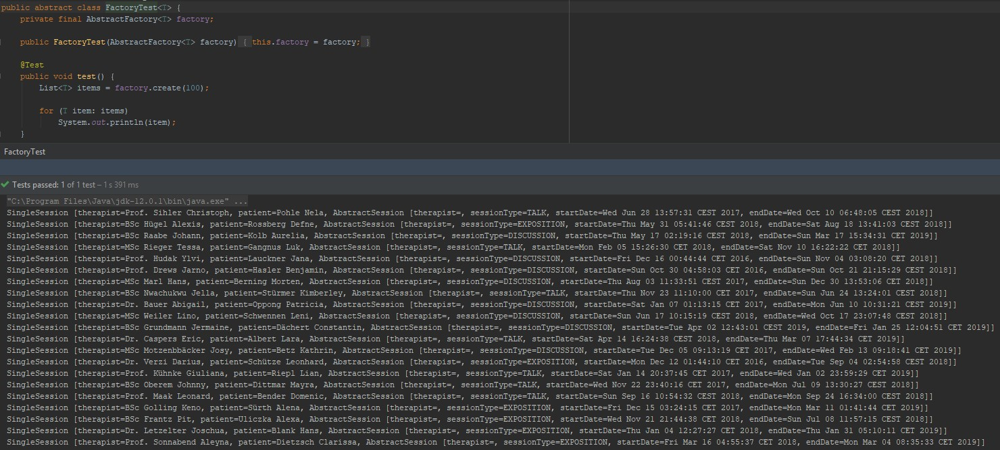 public abstract class FactoryTest<T> {
private final AbstractFactory<T> factory;
public FactoryTest(AbstractFactory<T> factory) { this.factory = factory; }
@Test
public void test() {
List<T> items = factory.create(100);
for (T item: items)
System.out.println(item);
}
FactoryTest
Tests passed: 1 of 1 test – 1 s 391 ms
"C:\Program Files\Java\jdk-12.0.1\bin\java.exe" ...
SingleSession [therapist=Prof. Sihler Christoph, patient=Pohle Nela, AbstractSession [therapist=, sessionType=TALK, startDate=Wed Jun 28 13:57:31 CEST 2017, endDate=Wed Oct 10 06:48:05 CEST 2018]]
SingleSession [therapist=BSc Hügel Alexis, patient=Rossberg Defne, AbstractSession [therapist=, sessionType=EXPOSITION, startDate=Thu May 31 05:41:46 CEST 2018, endDate=Sat Aug 18 13:41:03 CEST 2018]]
SingleSession [therapist=BSc Raabe Johann, patient=Kolb Aurelia, AbstractSession [therapist=, sessionType=DISCUSSION, startDate=Thu May 17 02:19:16 CEST 2018, endDate=Sun Mar 17 15:34:31 CET 2019]]
SingleSession [therapist=MSc Rieger Tessa, patient=Gangnus Luk, AbstractSession [therapist=, sessionType=TALK, startDate=Mon Feb 05 15:26:30 CET 2018, endDate=Sat Nov 10 16:22:22 CET 2018]]
SingleSession [therapist=Prof. Hudak Ylvi, patient=Lauckner Jana, AbstractSession [therapist=, sessionType=DISCUSSION, startDate=Fri Dec 16 00:44:44 CET 2016, endDate=Sun Nov 04 03:08:20 CET 2018]]
SingleSession [therapist=Prof. Drews Jarno, patient=Hasler Benjamin, AbstractSession [therapist=, sessionType=DISCUSSION, startDate=Sun Oct 30 04:58:03 CET 2016, endDate=Sun Oct 21 21:15:29 CEST 2018]]
SingleSession [therapist=MSc Marl Hans, patient=Berning Morten, AbstractSession [therapist=, sessionType=DISCUSSION, startDate=Thu Aug 03 11:33:51 CEST 2017, endDate=Sun Dec 30 13:53:06 CET 2018]]
SingleSession [therapist=BSc Nwachukwu Jella, patient=Stürmer Kimberley, AbstractSession [therapist=, sessionType=TALK, startDate=Thu Nov 23 11:10:00 CET 2017, endDate=Sun Jun 24 13:24:01 CEST 2018]]
SingleSession [therapist=Dr. Bauer Abigail, patient=Oppong Patricia, AbstractSession [therapist=, sessionType=DISCUSSION, startDate=Sat Jan 07 01:13:15 CET 2017, endDate=Mon Jun 10 10:31:21 CEST 2019]]
SingleSession [therapist=MSc Weiler Lino, patient=Schwennen Leni, AbstractSession [therapist=, sessionType=DISCUSSION, startDate=Sun Jun 17 10:15:19 CEST 2018, endDate=Wed Oct 17 23:07:48 CEST 2018]]
SingleSession [therapist=BSc Grundmann Jermaine, patient=Dächert Constantin, AbstractSession [therapist=, sessionType=DISCUSSION, startDate=Tue Apr 02 12:43:01 CEST 2019, endDate=Fri Jan 25 12:04:51 CET 2019]]
SingleSession [therapist=Dr. Caspers Eric, patient=Albert Lara, AbstractSession [therapist=, sessionType=TALK, startDate=Sat Apr 14 16:24:38 CEST 2018, endDate=Thu Mar 07 17:44:34 CET 2019]]
SingleSession [therapist=MSc Motzenbbäcker Josy, patient=Betz Kathrin, AbstractSession [therapist=, sessionType=DISCUSSION, startDate=Tue Dec 05 09:13:19 CET 2017, endDate=Wed Feb 13 09:18:41 CET 2019]]
SingleSession [therapist=Dr. Verzi Darius, patient=Schütze Leonhard, AbstractSession [therapist=, sessionType=EXPOSITION, startDate=Mon Dec 12 01:44:10 CET 2016, endDate=Tue Sep 04 02:54:58 CEST 2018]]
SingleSession [therapist=Prof. Kühnke Giuliana, patient=Riepl Lian, AbstractSession [therapist=, sessionType=TALK, startDate=Sat Jan 14 20:37:45 CET 2017, endDate=Wed Jan 02 23:59:29 CET 2019]]
SingleSession [therapist=BSc Oberem Johnny, patient=Dittmar Mayra, AbstractSession [therapist=, sessionType=TALK, startDate=Wed Nov 22 23:40:16 CET 2017, endDate=Mon Jul 09 13:30:27 CEST 2018]]
SingleSession [therapist=Prof. Maak Leonard, patient=Bender Domenic, AbstractSession [therapist=, sessionType=TALK, startDate=Sun Sep 16 10:54:32 CEST 2018, endDate=Mon Sep 24 16:34:00 CEST 2018]]
SingleSession [therapist=BSc Golling Keno, patient=Sürth Alena, AbstractSession [therapist=, sessionType=EXPOSITION, startDate=Fri Dec 15 03:24:15 CET 2017, endDate=Mon Mar 11 01:41:44 CET 2019]]
SingleSession [therapist=BSc Frantz Pit, patient=Uliczka Alexa, AbstractSession [therapist=, sessionType=EXPOSITION, startDate=Wed Nov 21 21:44:38 CET 2018, endDate=Sun Jul 08 11:57:15 CEST 2018]]
SingleSession [therapist=Dr. Letzelter Joschua, patient=Blank Hans, AbstractSession [therapist=, sessionType=EXPOSITION, startDate=Thu Jan 04 12:27:27 CET 2018, endDate=Thu Jan 31 05:10:11 CET 2019]]
SingleSession [therapist=Prof. Sonnabend Aleyna, patient=Dietzsch Clarissa, AbstractSession [therapist=, sessionType=EXPOSITION, startDate=Fri Mar 16 04:55:37 CET 2018, endDate=Mon Mar 04 08:35:33 CET 2019]]